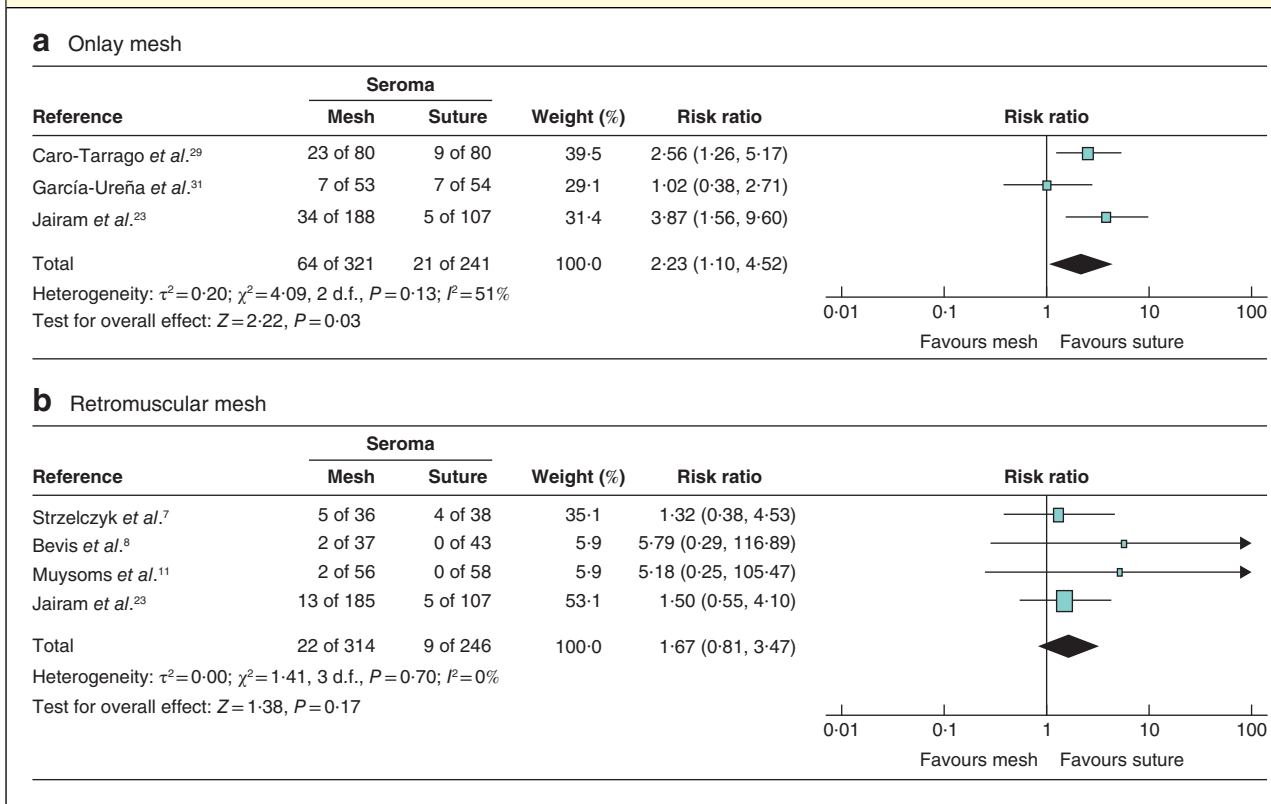 a Onlay mesh
Seroma
Reference Mesh Suture Weight (%) Risk ratio Risk ratio
Caro-Tarrago et al.²⁹ 23 of 80 9 of 80 39·5 2·56 (1·26, 5·17)
García-Ureña et al.³¹ 7 of 53 7 of 54 29·1 1·02 (0·38, 2·71)
Jairam et al.²³ 34 of 188 5 of 107 31·4 3·87 (1·56, 9·60)
Total 64 of 321 21 of 241 100·0 2·23 (1·10, 4·52)
Heterogeneity: τ²=0·20; χ²=4·09, 2 d.f., P=0·13; I²=51%
Test for overall effect: Z=2·22, P=0·03
0·01 0·1 1 10 100
Favours mesh Favours suture
b Retromuscular mesh
Seroma
Reference Mesh Suture Weight (%) Risk ratio Risk ratio
Strzelczyk et al.⁷ 5 of 36 4 of 38 35·1 1·32 (0·38, 4·53)
Bevis et al.⁸ 2 of 37 0 of 43 5·9 5·79 (0·29, 116·89)
Muysoms et al.¹¹ 2 of 56 0 of 58 5·9 5·18 (0·25, 105·47)
Jairam et al.²³ 13 of 185 5 of 107 53·1 1·50 (0·55, 4·10)
Total 22 of 314 9 of 246 100·0 1·67 (0·81, 3·47)
Heterogeneity: τ²=0·00; χ²=1·41, 3 d.f., P=0·70; I²=0%
Test for overall effect: Z=1·38, P=0·17
0·01 0·1 1 10 100
Favours mesh Favours suture